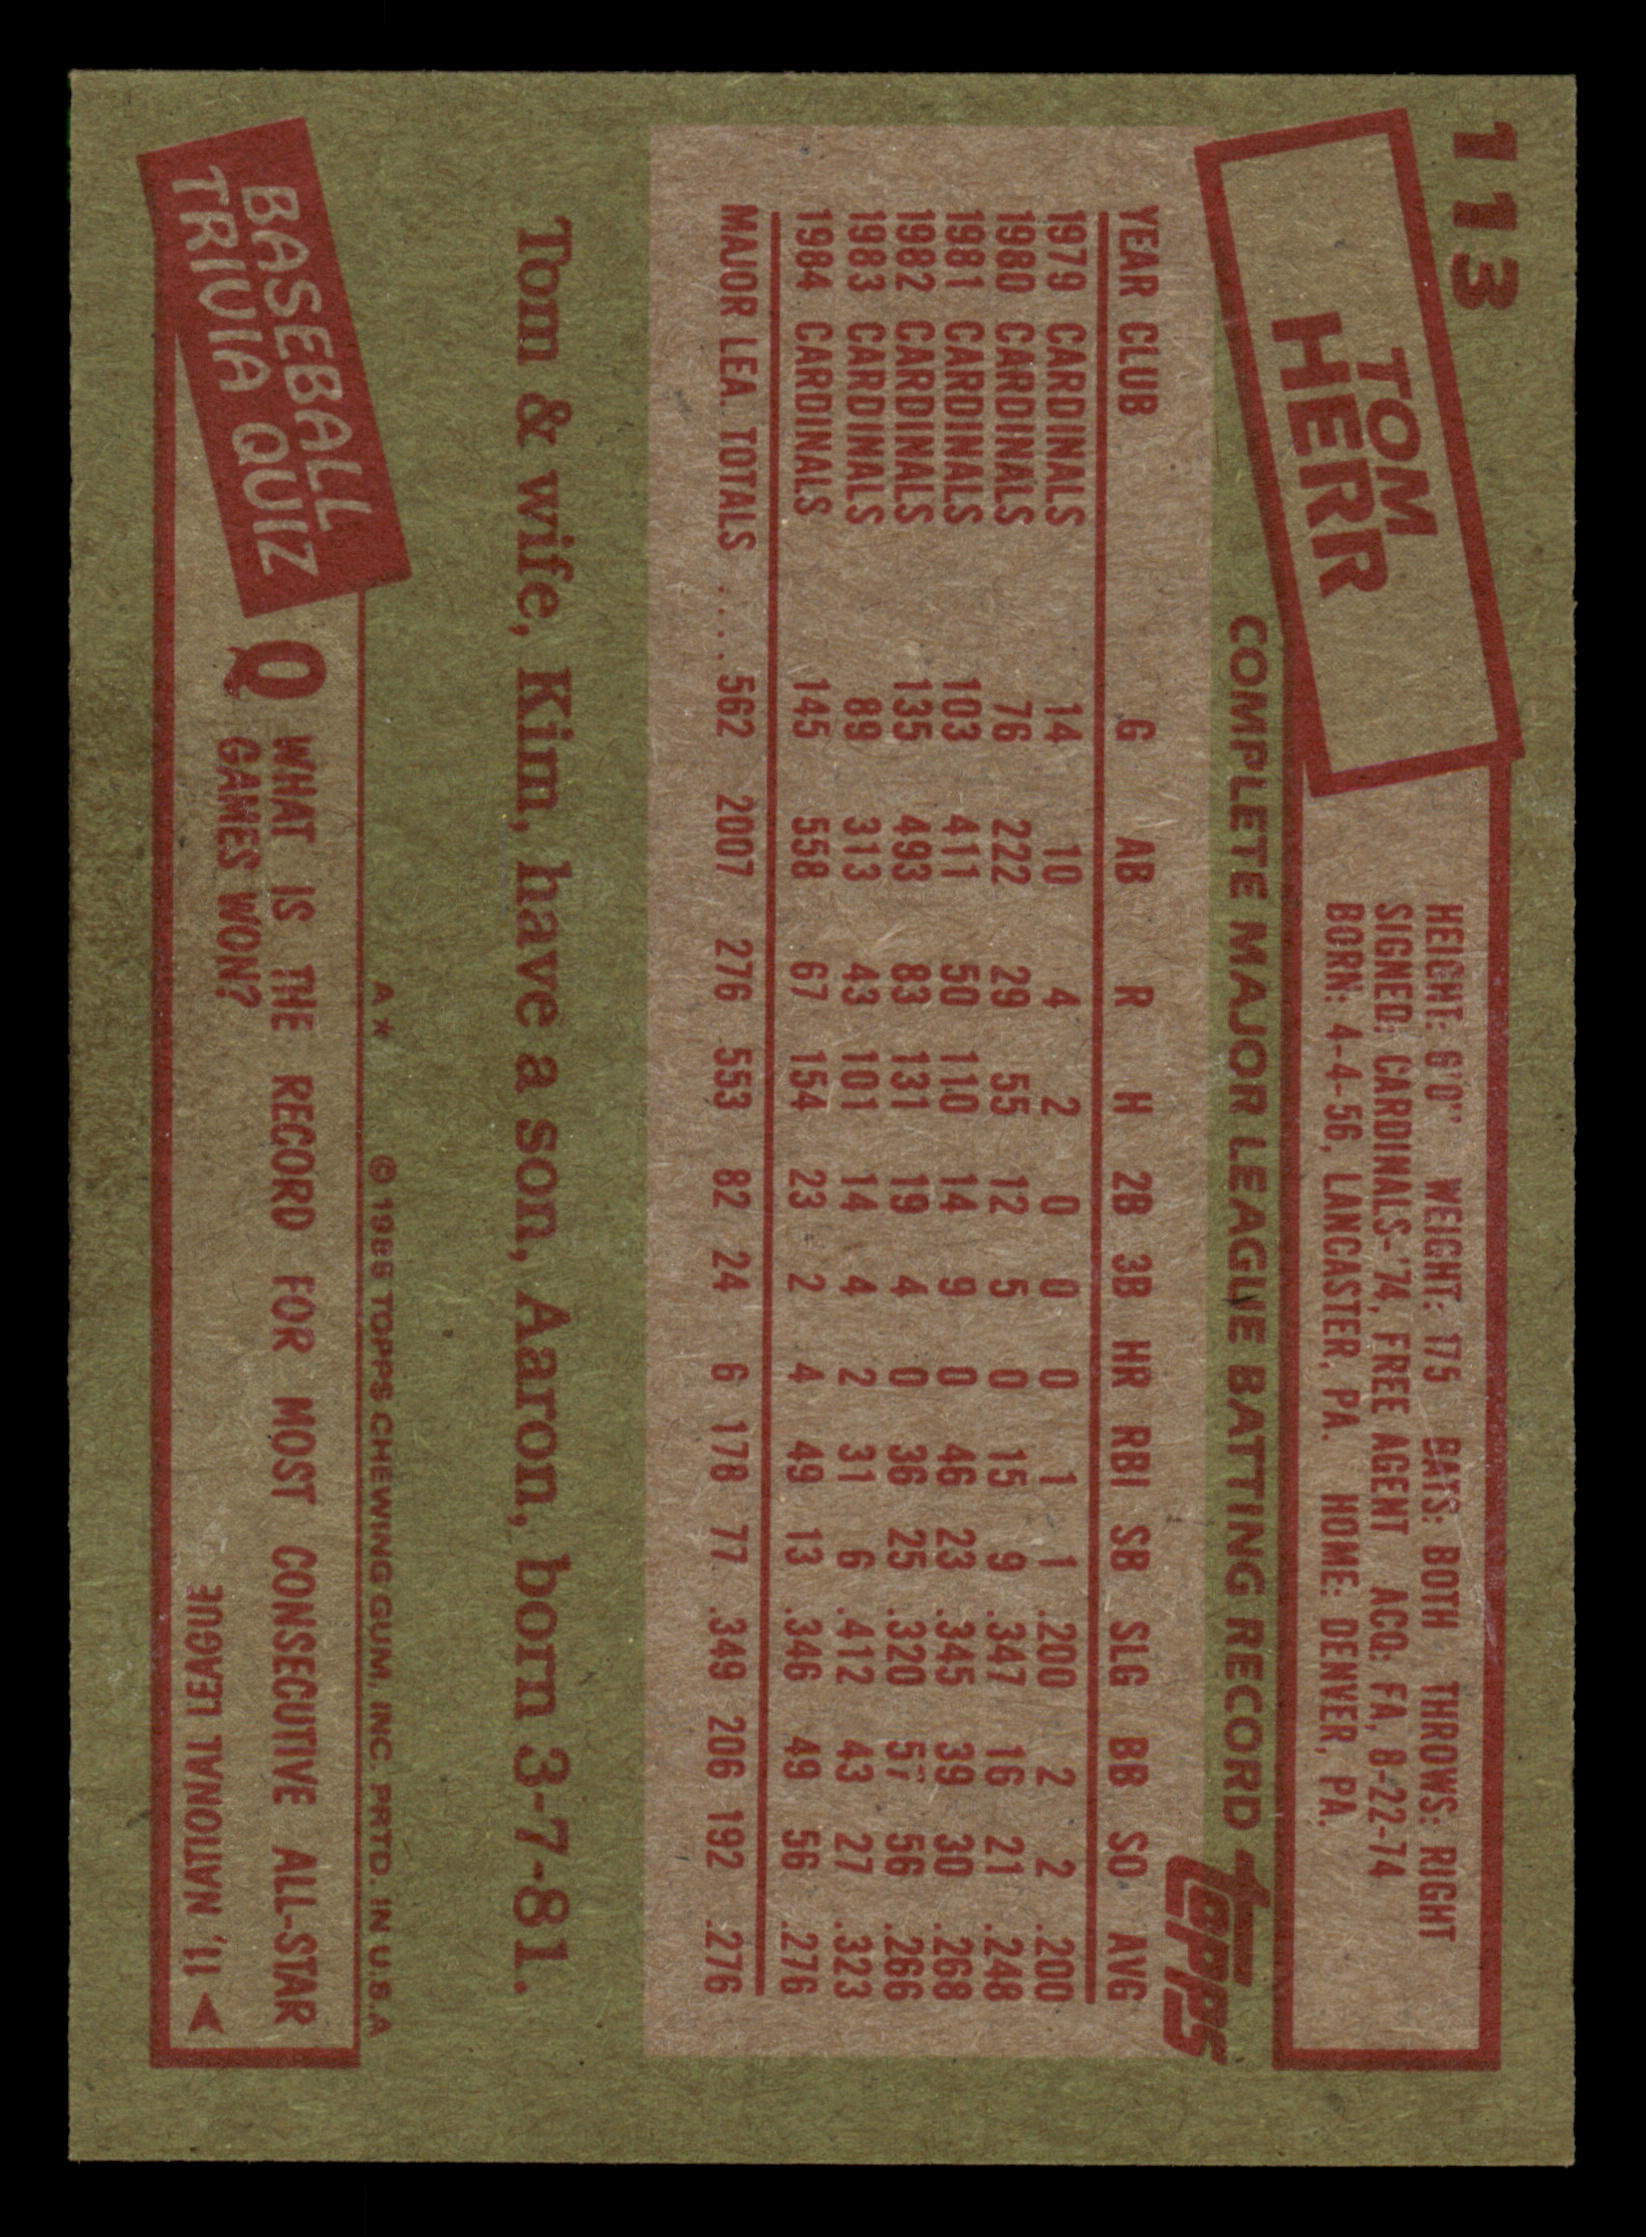 113
TOM
HERR
HEIGHT: 6'0" WEIGHT: 175 BATS: BOTH THROWS: RIGHT
SIGNED: CARDINALS-'74, FREE AGENT ACQ: FA, 8-22-74
BORN: 4-4-56, LANCASTER, PA. HOME: DENVER, PA.
COMPLETE MAJOR LEAGUE BATTING RECORD
topps
YEAR CLUB G AB R H 2B 3B HR RBI SB SLG BB SO AVG
1979 CARDINALS 14 10 4 2 0 0 0 1 1 .200 2 2 .200
1980 CARDINALS 76 222 29 55 12 5 0 15 9 .347 16 21 .248
1981 CARDINALS 103 411 50 110 14 9 0 46 23 .345 39 30 .268
1982 CARDINALS 135 493 83 131 19 4 0 36 25 .320 57 56 .266
1983 CARDINALS 89 313 43 101 14 4 2 31 6 .412 43 27 .323
1984 CARDINALS 145 558 67 154 23 2 4 49 13 .346 49 56 .276
MAJOR LEA. TOTALS .... 562 2007 276 553 82 24 6 178 77 .349 206 192 .276
Tom & wife, Kim, have a son, Aaron, born 3-7-81.
A* © 1985 TOPPS CHEWING GUM, INC. PRTD. IN U.S.A
BASEBALL
TRIVIA QUIZ
Q WHAT IS THE RECORD FOR MOST CONSECUTIVE ALL-STAR
GAMES WON?
11, NATIONAL LEAGUE